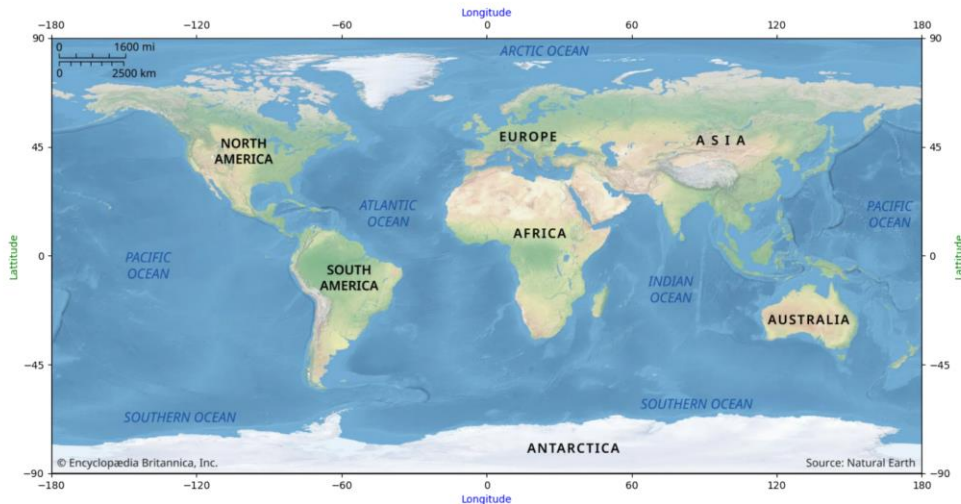 Longitude
−180 −120 −60 0 60 120 180
90 90
0 1600 mi
0 2500 km
ARCTIC OCEAN
NORTH
AMERICA
EUROPE
A S I A
45 45
ATLANTIC
OCEAN
PACIFIC
OCEAN
AFRICA
Lattitude
0 0
Lattitude
PACIFIC
OCEAN
SOUTH
AMERICA
INDIAN
OCEAN
AUSTRALIA
−45 −45
SOUTHERN OCEAN
SOUTHERN OCEAN
ANTARCTICA
© Encyclopædia Britannica, Inc.
Source: Natural Earth
−90 −90
−180 −120 −60 0 60 120 180
Longitude